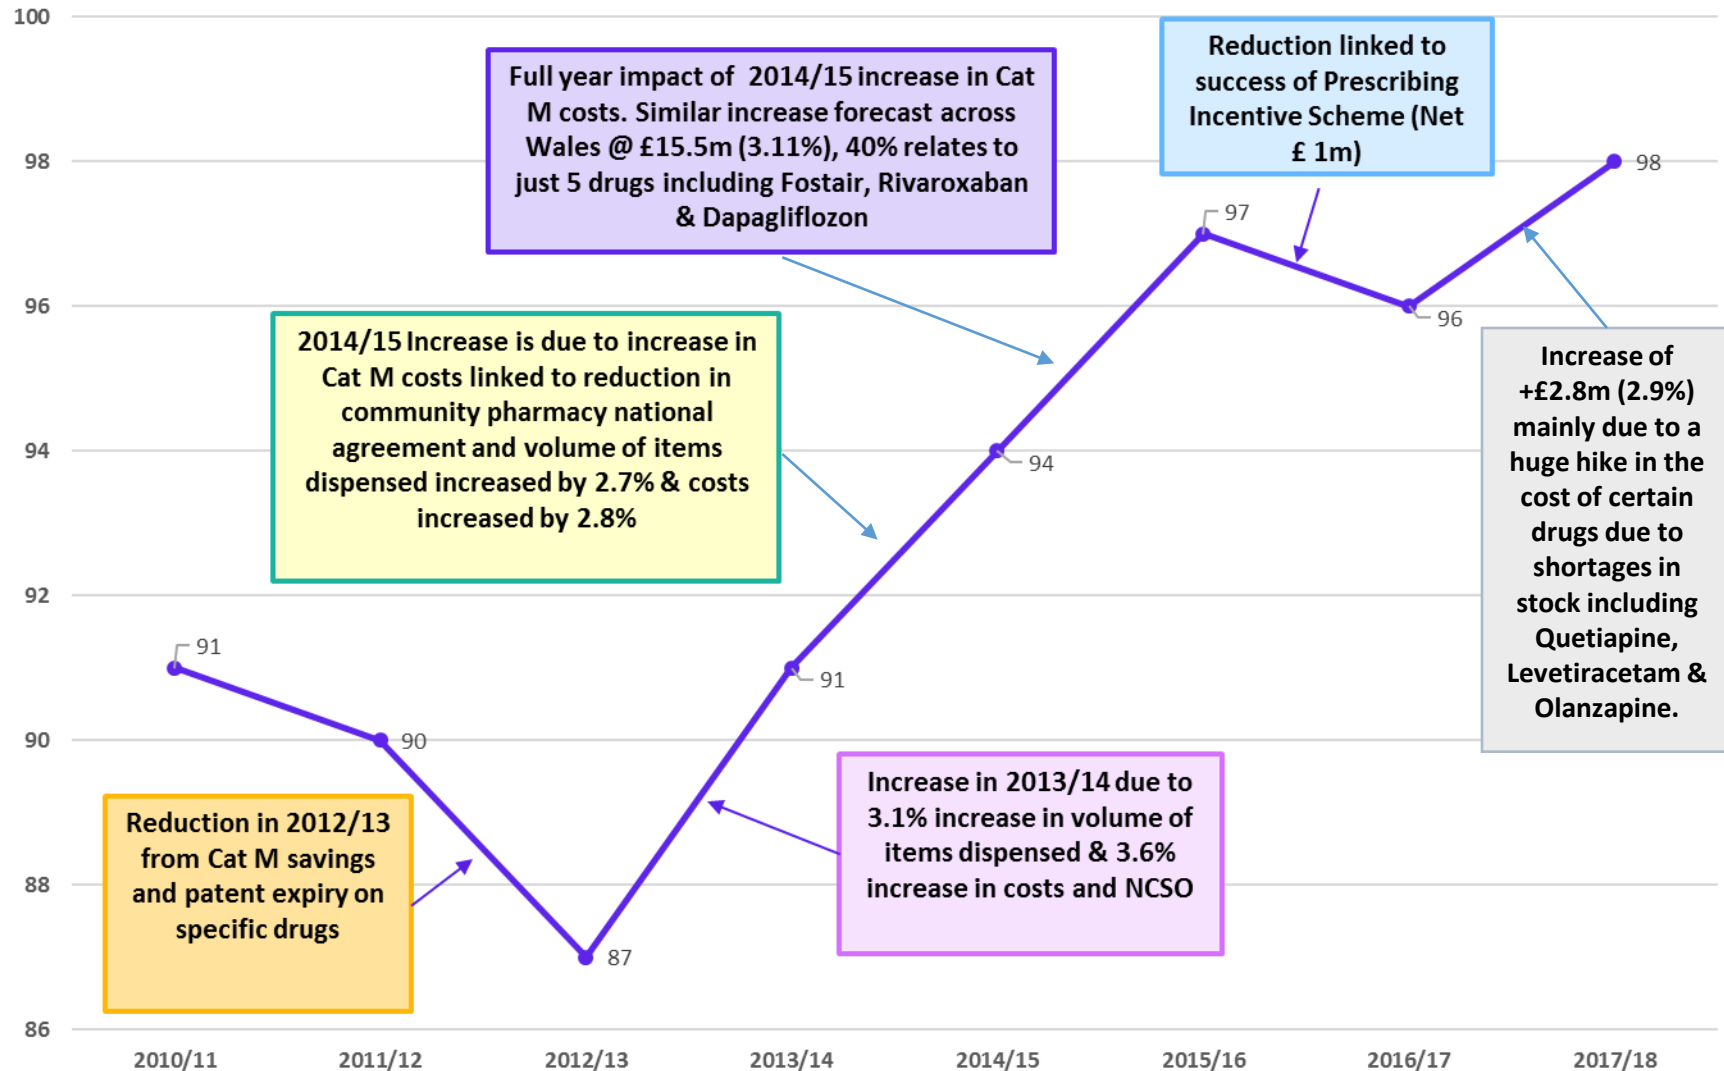 100
98
96
94
92
90
88
86
Full year impact of 2014/15 increase in Cat
M costs. Similar increase forecast across
Wales @ £15.5m (3.11%), 40% relates to
just 5 drugs including Fostair, Rivaroxaban
& Dapagliflozon
Reduction linked to
success of Prescribing
Incentive Scheme (Net
£ 1m)
2014/15 Increase is due to increase in
Cat M costs linked to reduction in
community pharmacy national
agreement and volume of items
dispensed increased by 2.7% & costs
increased by 2.8%
Increase of
+£2.8m (2.9%)
mainly due to a
huge hike in the
cost of certain
drugs due to
shortages in
stock including
Quetiapine,
Levetiracetam &
Olanzapine.
Reduction in 2012/13
from Cat M savings
and patent expiry on
specific drugs
Increase in 2013/14 due to
3.1% increase in volume of
items dispensed & 3.6%
increase in costs and NCSO
91
90
87
91
94
97
96
98
2010/11
2011/12
2012/13
2013/14
2014/15
2015/16
2016/17
2017/18